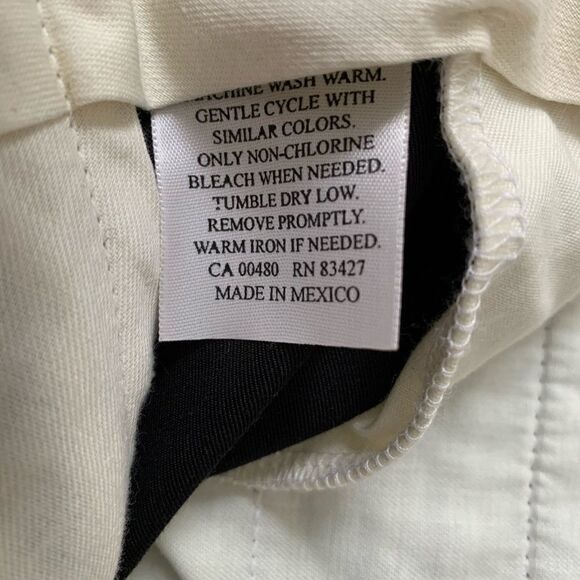 MACHINE WASH WARM.
GENTLE CYCLE WITH
SIMILAR COLORS.
ONLY NON-CHLORINE
BLEACH WHEN NEEDED.
TUMBLE DRY LOW.
REMOVE PROMPTLY.
WARM IRON IF NEEDED.
CA 00480 RN 83427
MADE IN MEXICO